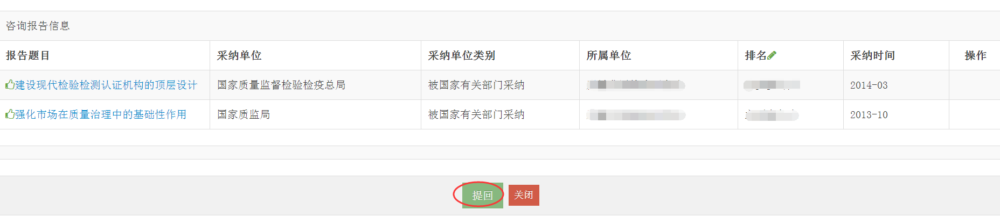 咨询报告信息
报告题目 采纳单位 采纳单位类别 所属单位 排名 采纳时间 操作
建设现代检验检测认证机构的顶层设计 国家质量监督检验检疫总局 被国家有关部门采纳 2014-03
强化市场在质量治理中的基础性作用 国家质监局 被国家有关部门采纳 2013-10
提回 关闭